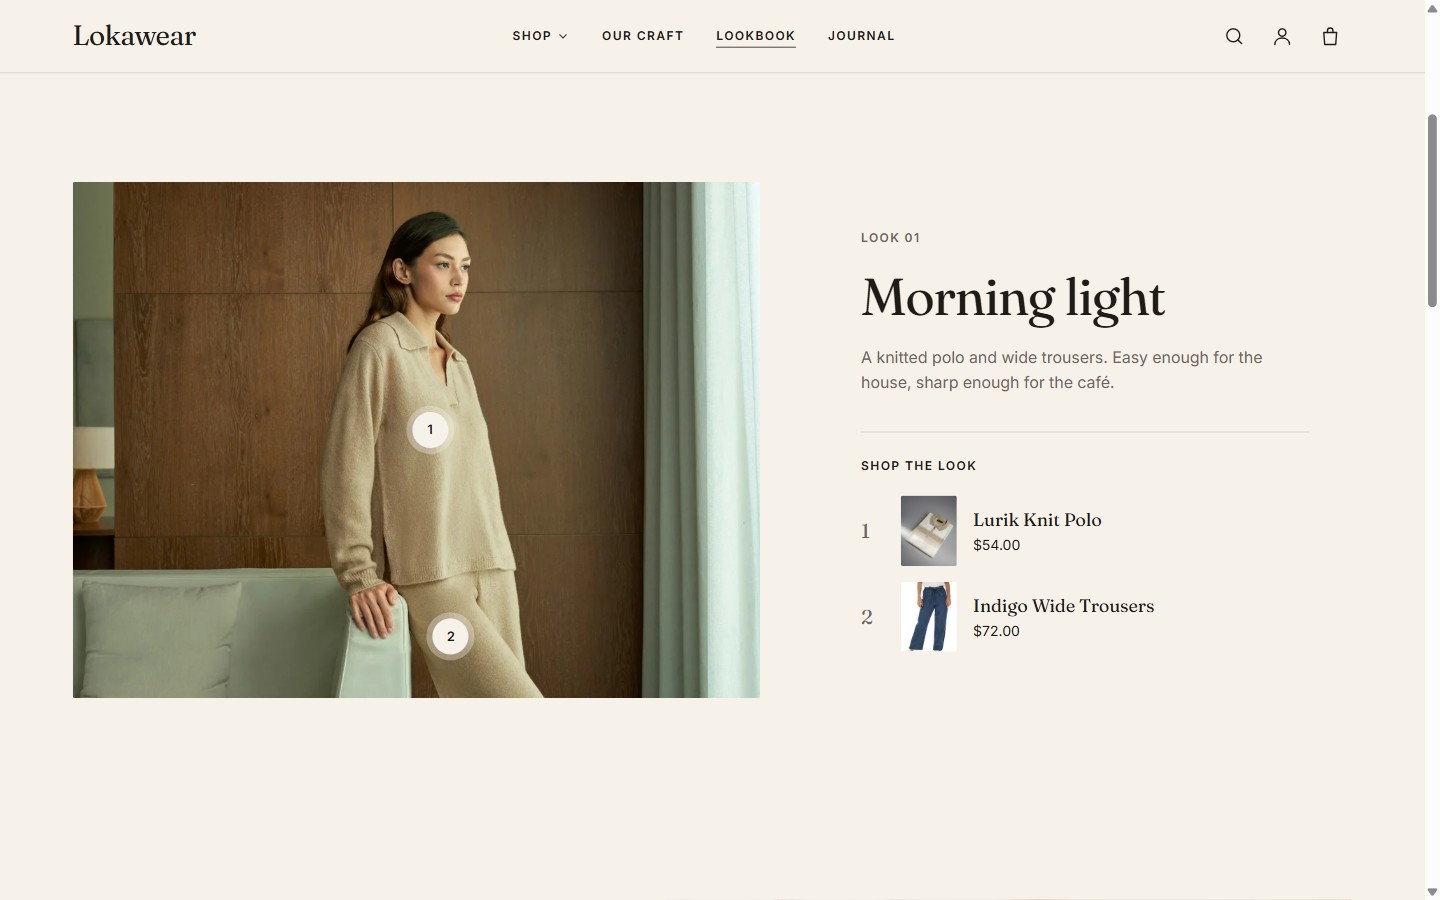 Lokawear
SHOP
OUR CRAFT
LOOKBOOK
JOURNAL
LOOK 01
Morning light
A knitted polo and wide trousers. Easy enough for the
house, sharp enough for the café.
SHOP THE LOOK
1
Lurik Knit Polo
$54.00
2
Indigo Wide Trousers
$72.00
1
2